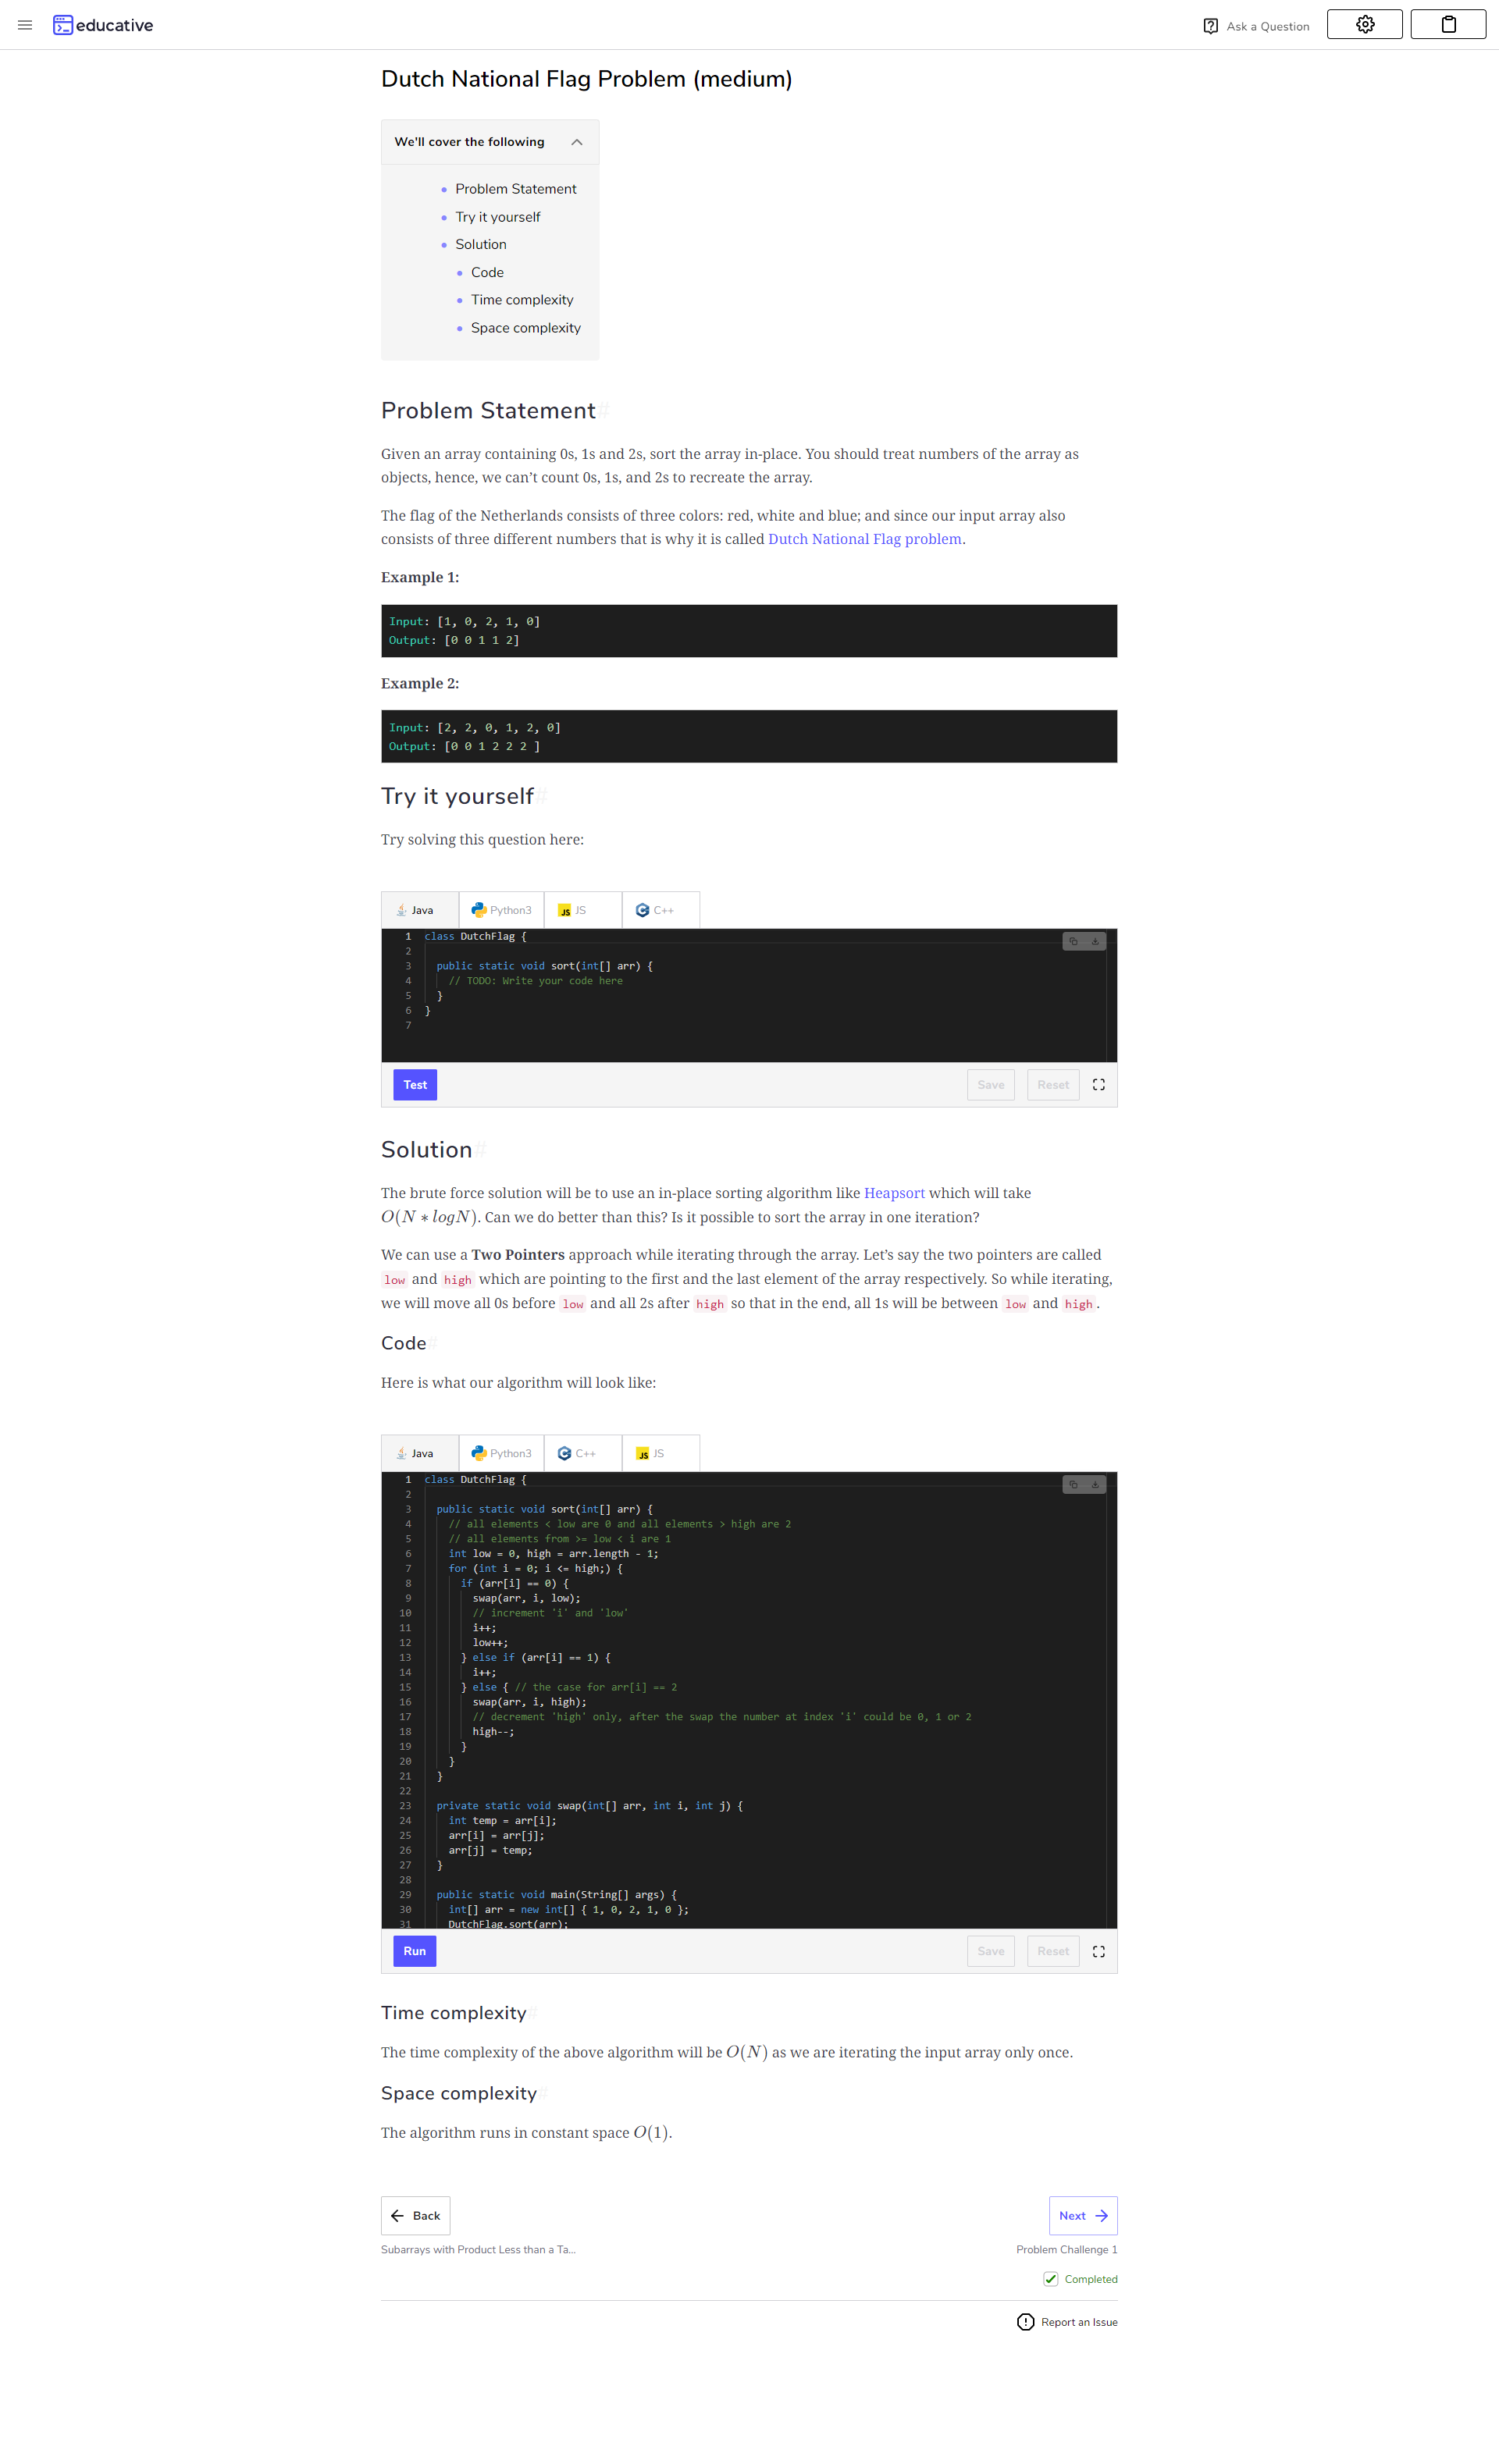 educative
Ask a Question
Dutch National Flag Problem (medium)
We'll cover the following
Problem Statement
Try it yourself
Solution
Code
Time complexity
Space complexity
Problem Statement#
Given an array containing 0s, 1s and 2s, sort the array in-place. You should treat numbers of the array as
objects, hence, we can’t count 0s, 1s, and 2s to recreate the array.
The flag of the Netherlands consists of three colors: red, white and blue; and since our input array also
consists of three different numbers that is why it is called Dutch National Flag problem.
Example 1:
Input: [1, 0, 2, 1, 0]
Output: [0 0 1 1 2]
Example 2:
Input: [2, 2, 0, 1, 2, 0]
Output: [0 0 1 2 2 2 ]
Try it yourself#
Try solving this question here:
Java Python3 JS JS C++
1 class DutchFlag {
2
3 public static void sort(int[] arr) {
4 // TODO: Write your code here
5 }
6 }
7
Test Save Reset
Solution#
The brute force solution will be to use an in-place sorting algorithm like Heapsort which will take
O(N ∗ logN). Can we do better than this? Is it possible to sort the array in one iteration?
We can use a Two Pointers approach while iterating through the array. Let’s say the two pointers are called
low and high which are pointing to the first and the last element of the array respectively. So while iterating,
we will move all 0s before low and all 2s after high so that in the end, all 1s will be between low and high.
Code#
Here is what our algorithm will look like:
Java Python3 C++ JS JS
1 class DutchFlag {
2
3 public static void sort(int[] arr) {
4 // all elements < low are 0 and all elements > high are 2
5 // all elements from >= low < i are 1
6 int low = 0, high = arr.length - 1;
7 for (int i = 0; i <= high;) {
8 if (arr[i] == 0) {
9 swap(arr, i, low);
10 // increment 'i' and 'low'
11 i++;
12 low++;
13 } else if (arr[i] == 1) {
14 i++;
15 } else { // the case for arr[i] == 2
16 swap(arr, i, high);
17 // decrement 'high' only, after the swap the number at index 'i' could be 0, 1 or 2
18 high--;
19 }
20 }
21 }
22
23 private static void swap(int[] arr, int i, int j) {
24 int temp = arr[i];
25 arr[i] = arr[j];
26 arr[j] = temp;
27 }
28
29 public static void main(String[] args) {
30 int[] arr = new int[] { 1, 0, 2, 1, 0 };
31 DutchFlag.sort(arr);
Run Save Reset
Time complexity#
The time complexity of the above algorithm will be O(N) as we are iterating the input array only once.
Space complexity#
The algorithm runs in constant space O(1).
Back Next
Subarrays with Product Less than a Ta... Problem Challenge 1
Completed
Report an Issue